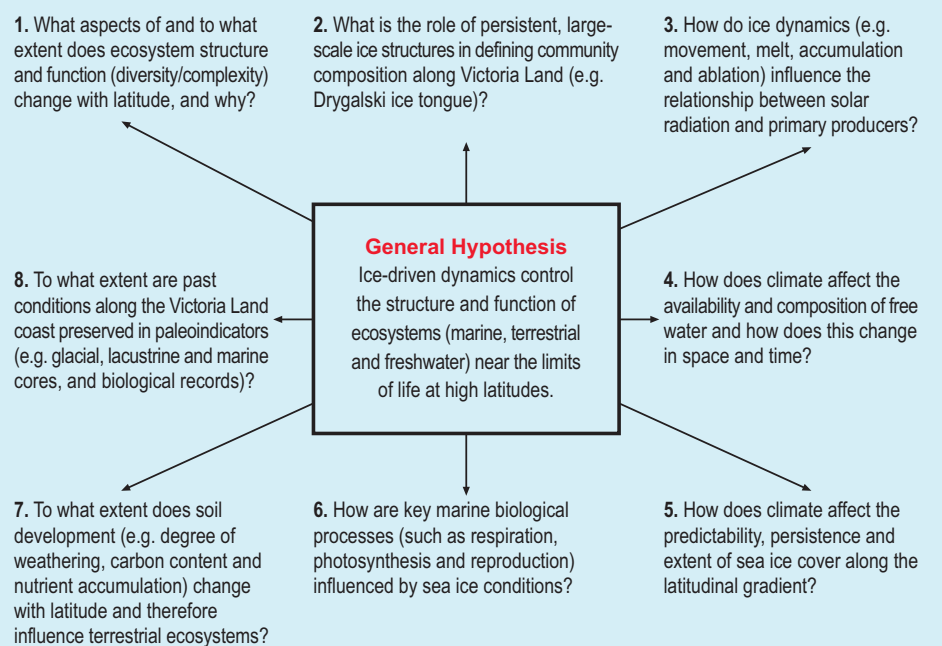 1. What aspects of and to what
extent does ecosystem structure
and function (diversity/complexity)
change with latitude, and why?
2. What is the role of persistent, large-
scale ice structures in defining community
composition along Victoria Land (e.g.
Drygalski ice tongue)?
3. How do ice dynamics (e.g.
movement, melt, accumulation
and ablation) influence the
relationship between solar
radiation and primary producers?
General Hypothesis
Ice-driven dynamics control
the structure and function of
ecosystems (marine, terrestrial
and freshwater) near the limits
of life at high latitudes.
8. To what extent are past
conditions along the Victoria Land
coast preserved in paleoindicators
(e.g. glacial, lacustrine and marine
cores, and biological records)?
4. How does climate affect the
availability and composition of free
water and how does this change
in space and time?
7. To what extent does soil
development (e.g. degree of
weathering, carbon content and
nutrient accumulation) change
with latitude and therefore
influence terrestrial ecosystems?
6. How are key marine biological
processes (such as respiration,
photosynthesis and reproduction)
influenced by sea ice conditions?
5. How does climate affect the
predictability, persistence and
extent of sea ice cover along the
latitudinal gradient?